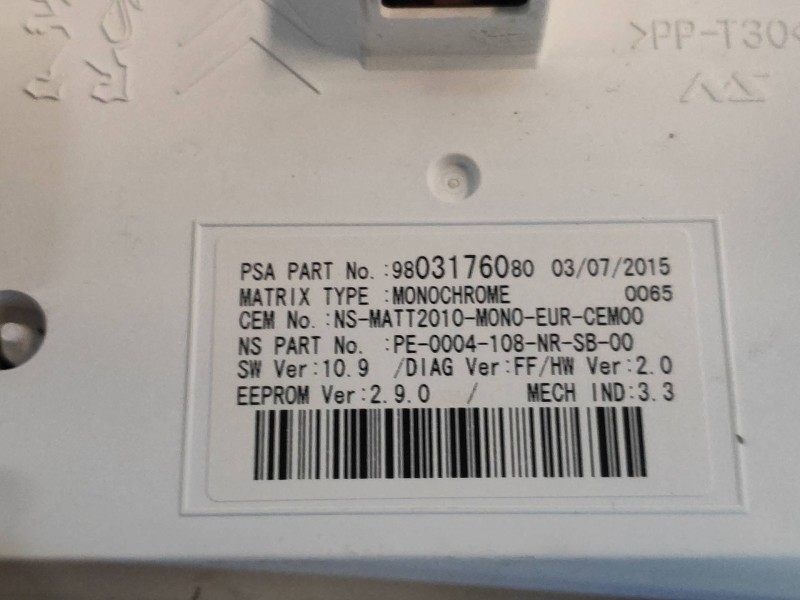 >PP-T30<
PSA PART No.:9803176080 03/07/2015
MATRIX TYPE :MONOCHROME 0065
CEM No.:NS-MATT2010-MONO-EUR-CEM00
NS PART No. :PE-0004-108-NR-SB-00
SW Ver:10.9 /DIAG Ver:FF/HW Ver:2.0
EEPROM Ver:2.9.0 / MECH IND:3.3